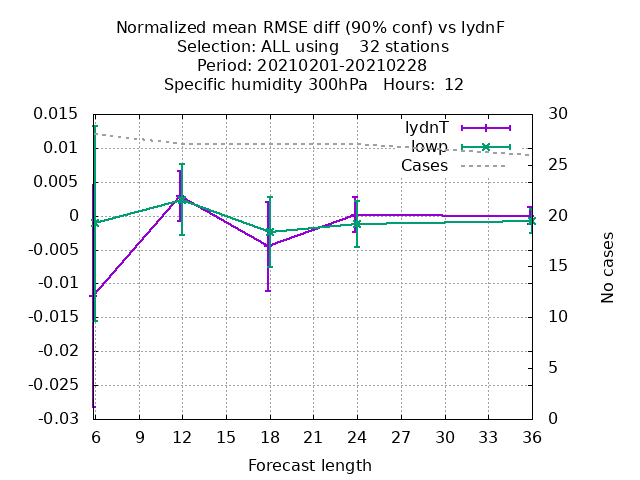 Normalized mean RMSE diff (90% conf) vs lydnF
Selection: ALL using    32 stations
Period: 20210201-20210228
Specific humidity 300hPa   Hours:  12
lydnT
lowp
Cases
0.015
0.01
0.005
0
-0.005
-0.01
-0.015
-0.02
-0.025
-0.03
30
25
20
15
10
5
0
No cases
6 9 12 15 18 21 24 27 30 33 36
Forecast length